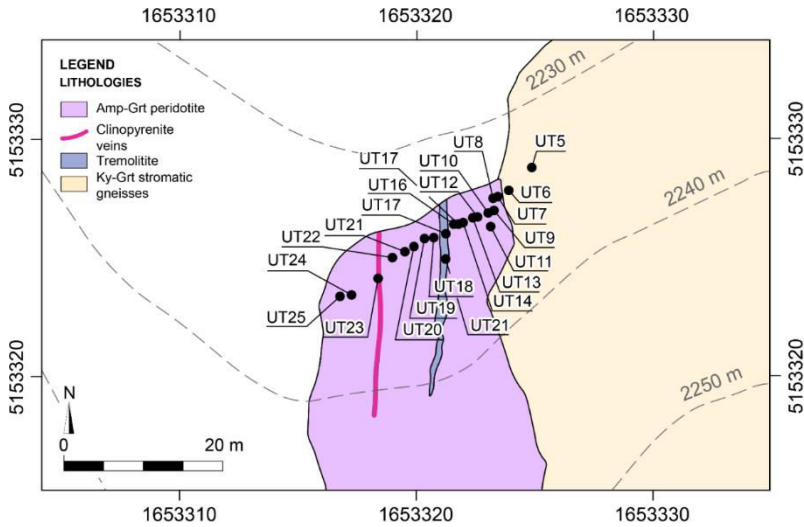 1653310
1653320
1653330
5153330
5153320
5153330
5153320
LEGEND
LITHOLOGIES
Amp-Grt peridotite
Clinopyrenite
veins
Tremolitite
Ky-Grt stromatic
gneisses
2230 m
2240 m
2250 m
UT8
UT5
UT17
UT10
UT16
UT12
UT6
UT17
UT7
UT21
UT9
UT22
UT11
UT24
UT18
UT13
UT25
UT19
UT14
UT23
UT20
UT21
N
0
20 m
1653310
1653320
1653330